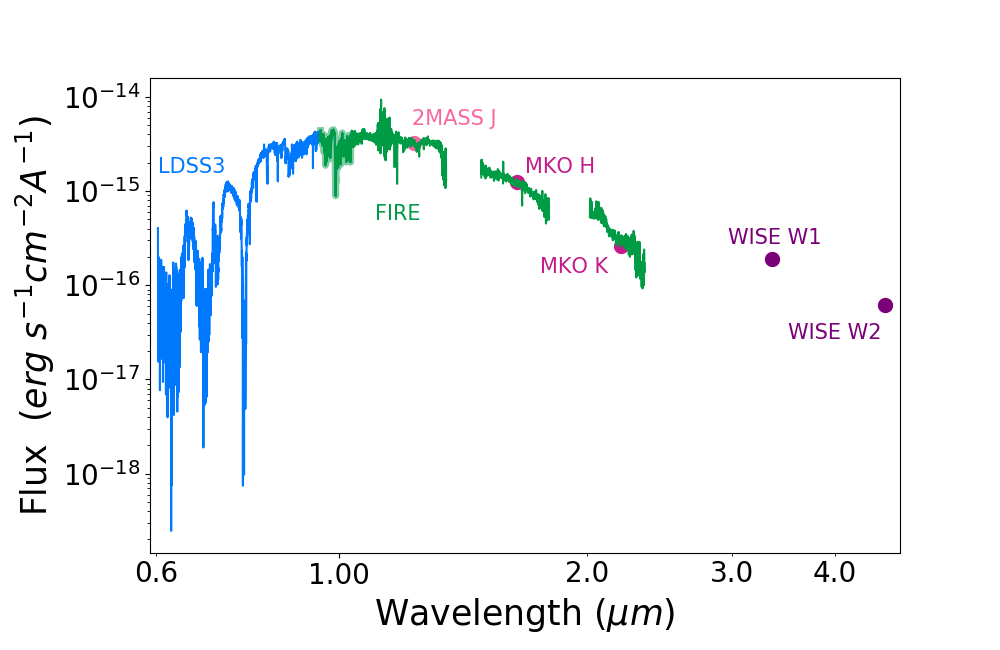 10⁻¹⁴
2MASS J
LDSS3
MKO H
10⁻¹⁵
FIRE
WISE W1
MKO K
10⁻¹⁶
WISE W2
10⁻¹⁷
10⁻¹⁸
Flux (erg s⁻¹cm⁻²A⁻¹)
0.6 1.00 2.0 3.0 4.0
Wavelength (μm)